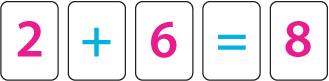 2 + 6 = 8